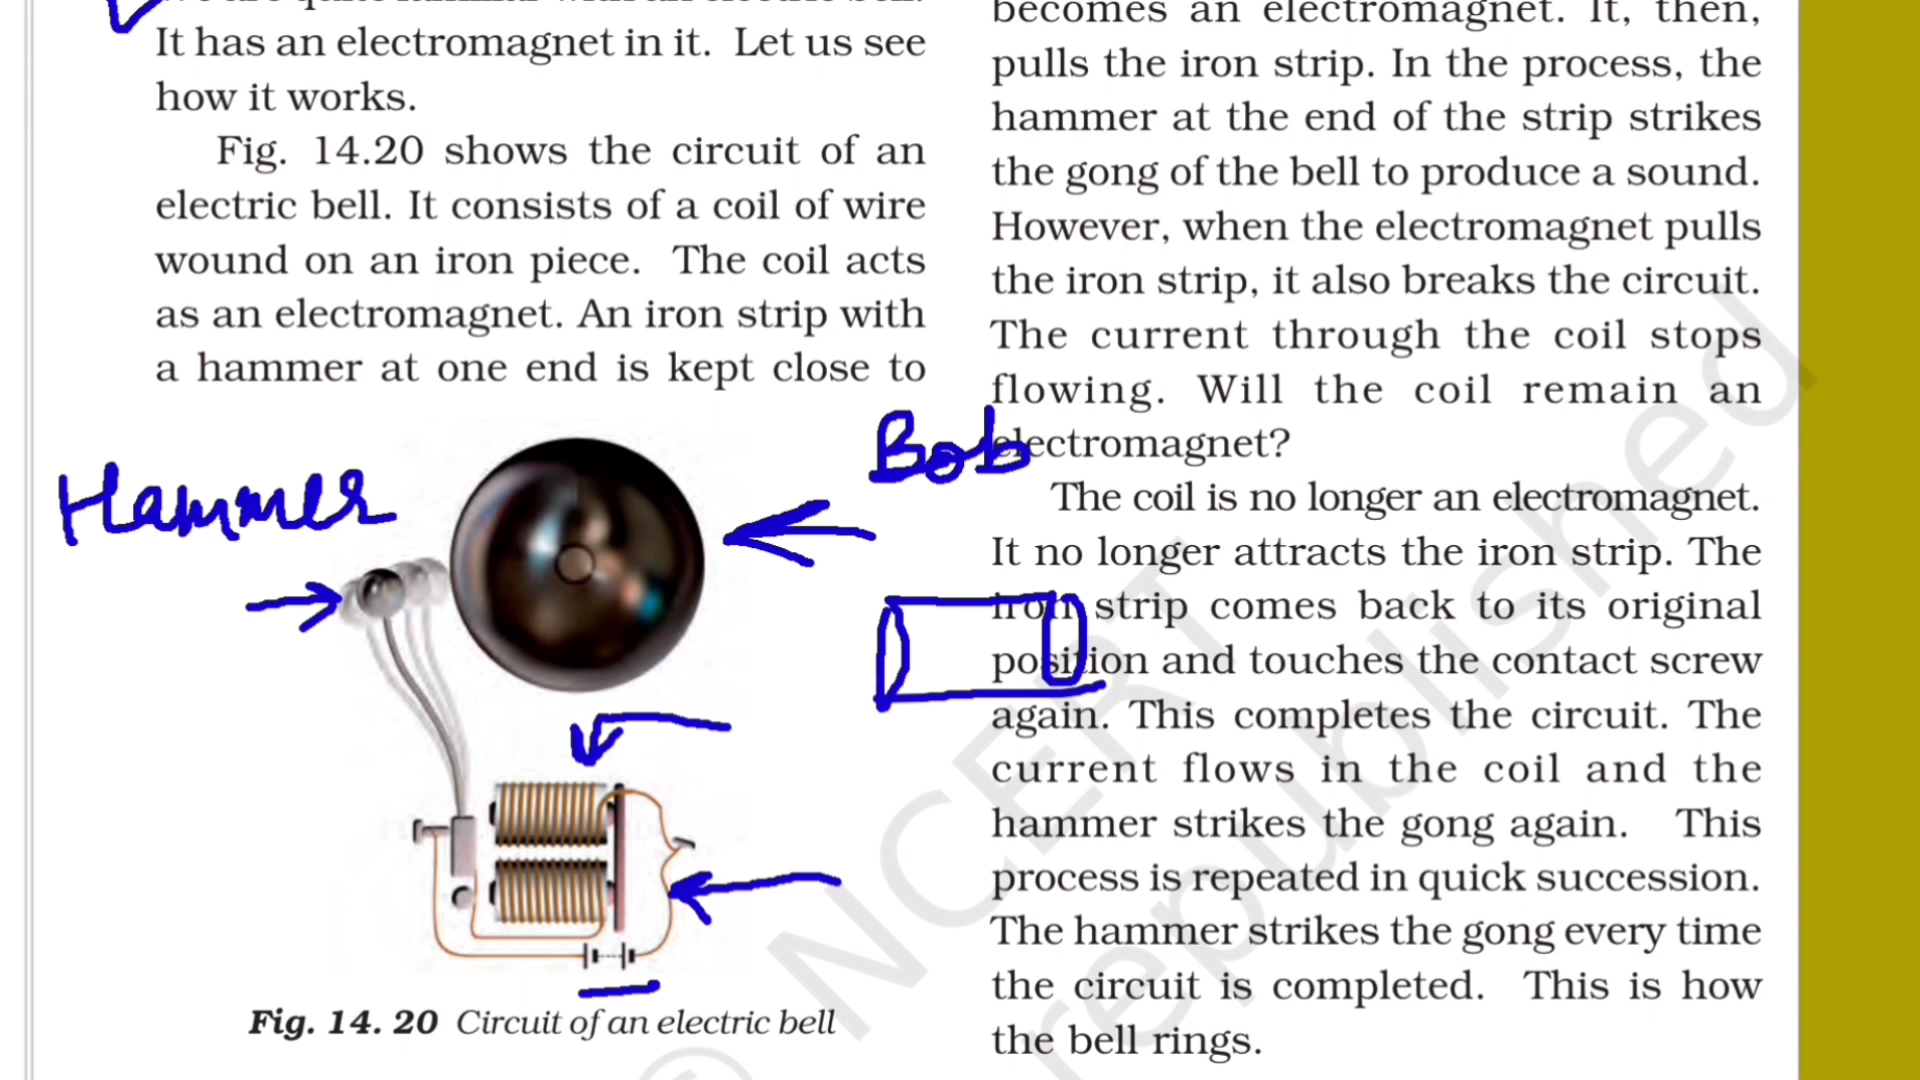 It has an electromagnet in it. Let us see
how it works.
Fig. 14.20 shows the circuit of an
electric bell. It consists of a coil of wire
wound on an iron piece. The coil acts
as an electromagnet. An iron strip with
a hammer at one end is kept close to
Hammer
Bob
Fig. 14. 20 Circuit of an electric bell
becomes an electromagnet. It, then,
pulls the iron strip. In the process, the
hammer at the end of the strip strikes
the gong of the bell to produce a sound.
However, when the electromagnet pulls
the iron strip, it also breaks the circuit.
The current through the coil stops
flowing. Will the coil remain an
electromagnet?
The coil is no longer an electromagnet.
It no longer attracts the iron strip. The
iron strip comes back to its original
position and touches the contact screw
again. This completes the circuit. The
current flows in the coil and the
hammer strikes the gong again. This
process is repeated in quick succession.
The hammer strikes the gong every time
the circuit is completed. This is how
the bell rings.
© NCERT
republished